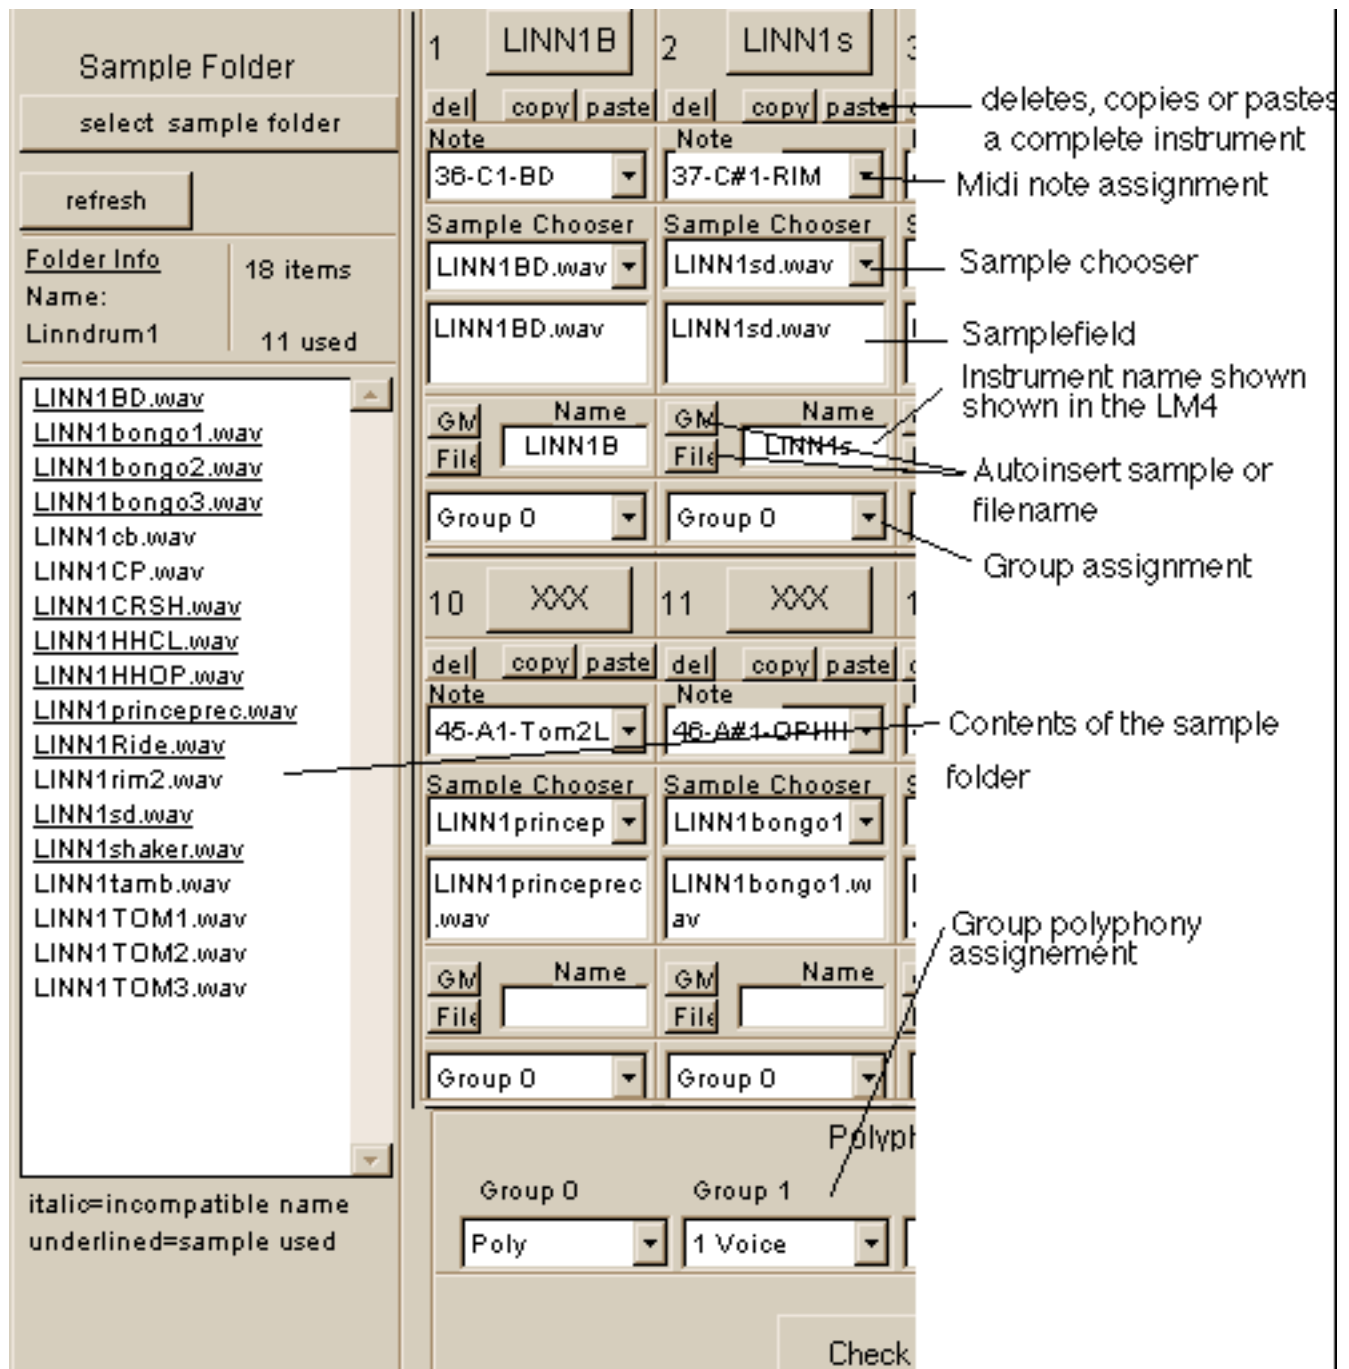 Sample Folder
select sample folder
refresh
Folder Info
18 items
Name:
Linndrum1
11 used
LINN1BD.wav
LINN1bongo1.wav
LINN1bongo2.wav
LINN1bongo3.wav
LINN1cb.wav
LINN1CP.wav
LINN1CRSH.wav
LINN1HHCL.wav
LINN1HHOP.wav
LINN1princeprec.wav
LINN1Ride.wav
LINN1rim2.wav
LINN1sd.wav
LINN1shaker.wav
LINN1tamb.wav
LINN1TOM1.wav
LINN1TOM2.wav
LINN1TOM3.wav
italic=incompatible name
underlined=sample used
1 LINN1B 2 LINN1s
del copy paste del copy paste
Note Note
36-C1-BD 37-C#1-RIM
Sample Chooser Sample Chooser
LINN1BD.wav LINN1sd.wav
LINN1BD.wav LINN1sd.wav
GM Name GM Name
File LINN1B File LINN1s
Group 0 Group 0
10 XXX 11 XXX
del copy paste del copy paste
Note Note
45-A1-Tom2L 46-A#1-OPHH
Sample Chooser Sample Chooser
LINN1princep LINN1bongo1
LINN1princeprec LINN1bongo1.w
.wav av
GM Name GM Name
File File
Group 0 Group 0
Polyph
Group 0 Group 1
Poly 1 Voice
Check
deletes, copies or pastes
a complete instrument
Midi note assignment
Sample chooser
Samplefield
Instrument name shown
shown in the LM4
Autoinsert sample or
filename
Group assignment
Contents of the sample
folder
Group polyphony
assignement